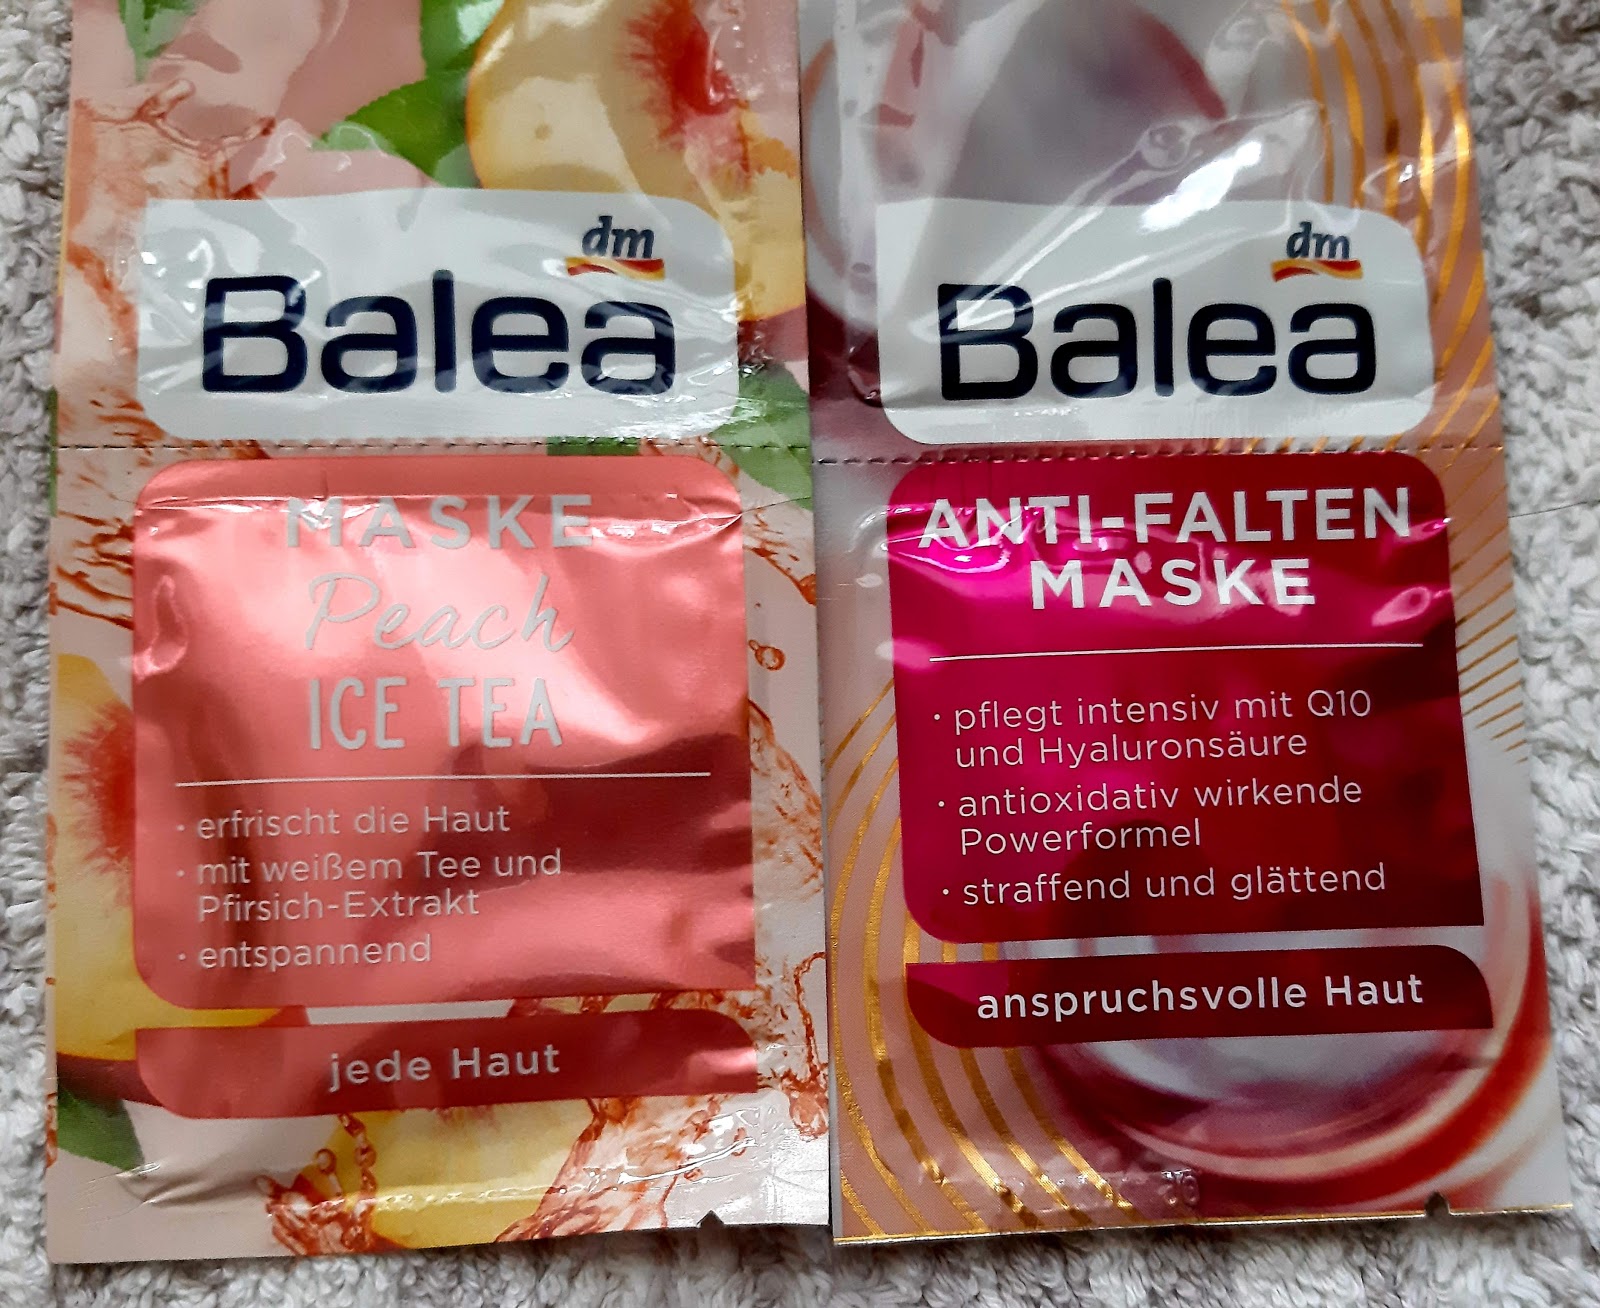 dm
Balea
MASKE
Peach
ICE TEA
· erfrischt die Haut
· mit weißem Tee und
Pfirsich-Extrakt
· entspannend
jede Haut
dm
Balea
ANTI-FALTEN
MASKE
· pflegt intensiv mit Q10
und Hyaluronsäure
· antioxidativ wirkende
Powerformel
· straffend und glättend
anspruchsvolle Haut